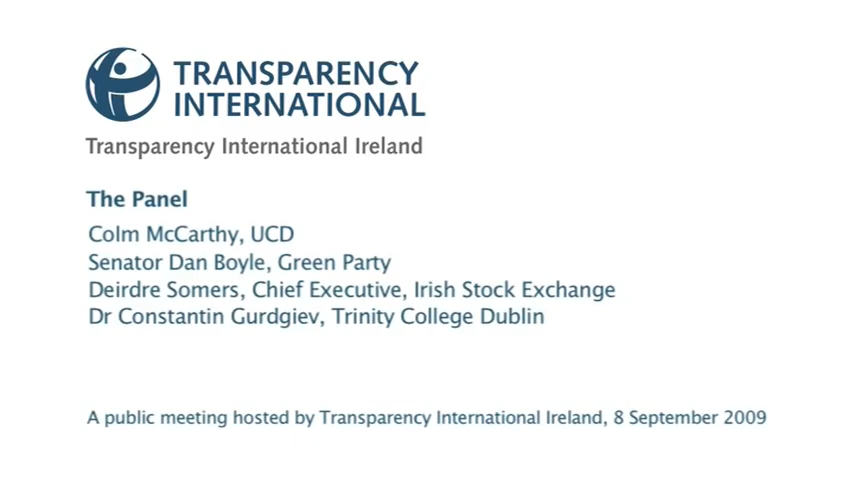 TRANSPARENCY
INTERNATIONAL
Transparency International Ireland
The Panel
Colm McCarthy, UCD
Senator Dan Boyle, Green Party
Deirdre Somers, Chief Executive, Irish Stock Exchange
Dr Constantin Gurdgiev, Trinity College Dublin
A public meeting hosted by Transparency International Ireland, 8 September 2009